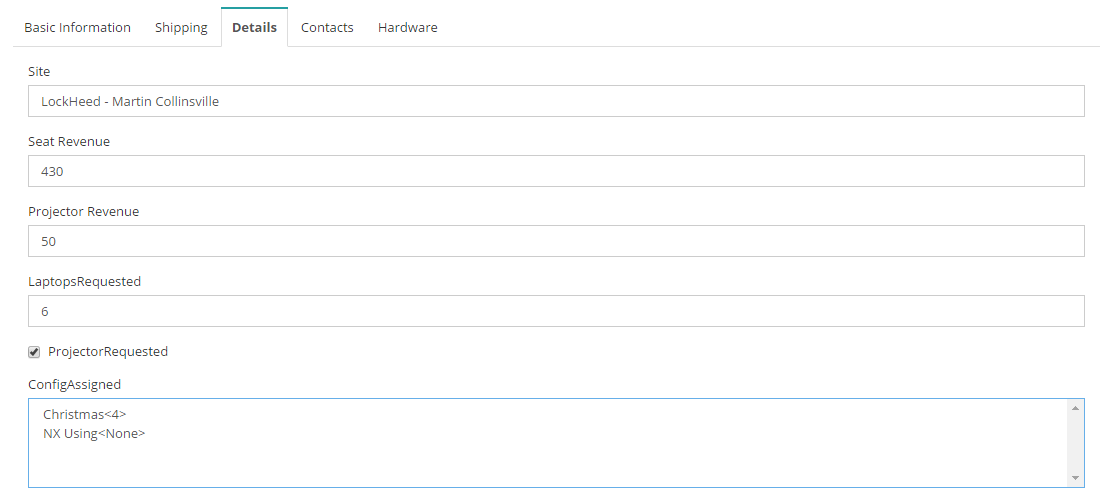 Basic Information Shipping Details Contacts Hardware
Site
LockHeed - Martin Collinsville
Seat Revenue
430
Projector Revenue
50
LaptopsRequested
6
ProjectorRequested
ConfigAssigned
Christmas<4>
NX Using<None>